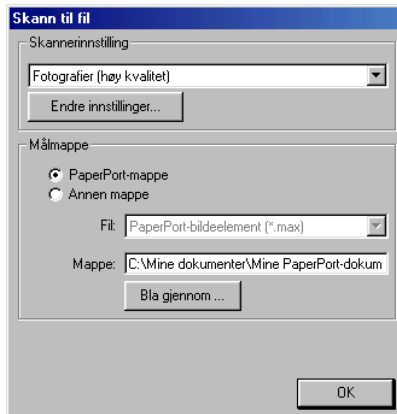 Skann til fil
Skannerinnstilling
Fotografier (høy kvalitet)
Endre innstillinger...
Målmappe
PaperPort-mappe
Annen mappe
Fil: PaperPort-bildeelement (*.max)
Mappe: C:\Mine dokumenter\Mine PaperPort-dokum
Bla gjennom ...
OK